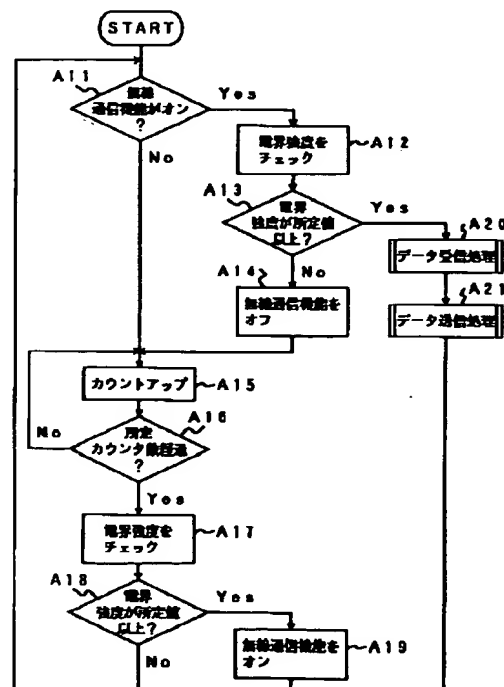 START
A11
無線
通信機能がオン
?
Yes
No
電界強度を
チェック
A12
A13
電界
強度が所定値
以上?
Yes
No
A14
無線通信機能を
オフ
A20
データ受信処理
A21
データ送信処理
カウントアップ
A15
A16
所定
カウンタ数経過
?
No
Yes
電界強度を
チェック
A17
A18
電界
強度が所定値
以上?
Yes
No
無線通信機能を
オン
A19